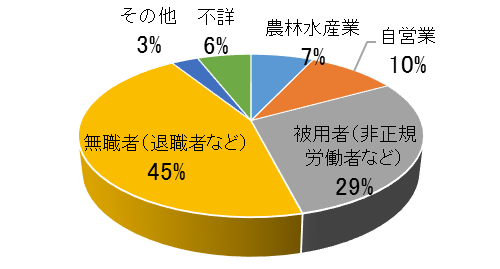 その他
3%
不詳
6%
農林水産業
7%
自営業
10%
被用者(非正規
労働者など)
29%
無職者(退職者など)
45%